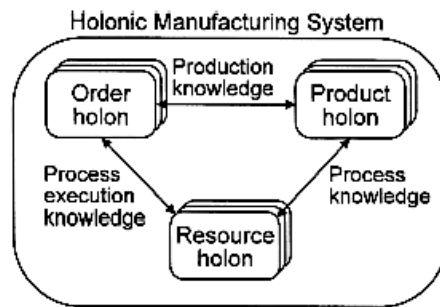 Holonic Manufacturing System
Order
holon
Production
knowledge
Product
holon
Process
execution
knowledge
Process
knowledge
Resource
holon